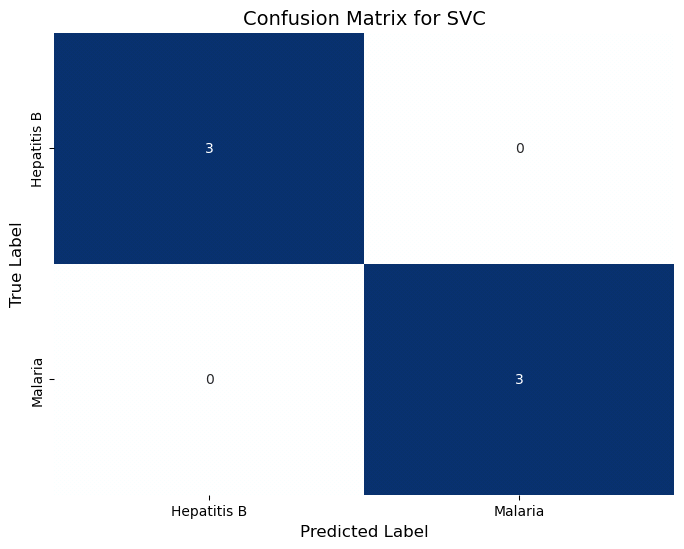 Confusion Matrix for SVC
True Label
Hepatitis B
3
0
Malaria
0
3
Hepatitis B
Malaria
Predicted Label